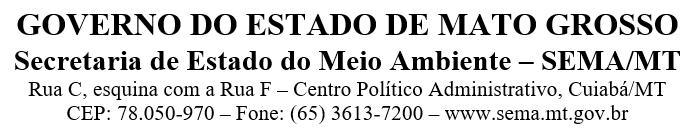 GOVERNO DO ESTADO DE MATO GROSSO
Secretaria de Estado do Meio Ambiente – SEMA/MT
Rua C, esquina com a Rua F – Centro Político Administrativo, Cuiabá/MT
CEP: 78.050-970 – Fone: (65) 3613-7200 – www.sema.mt.gov.br